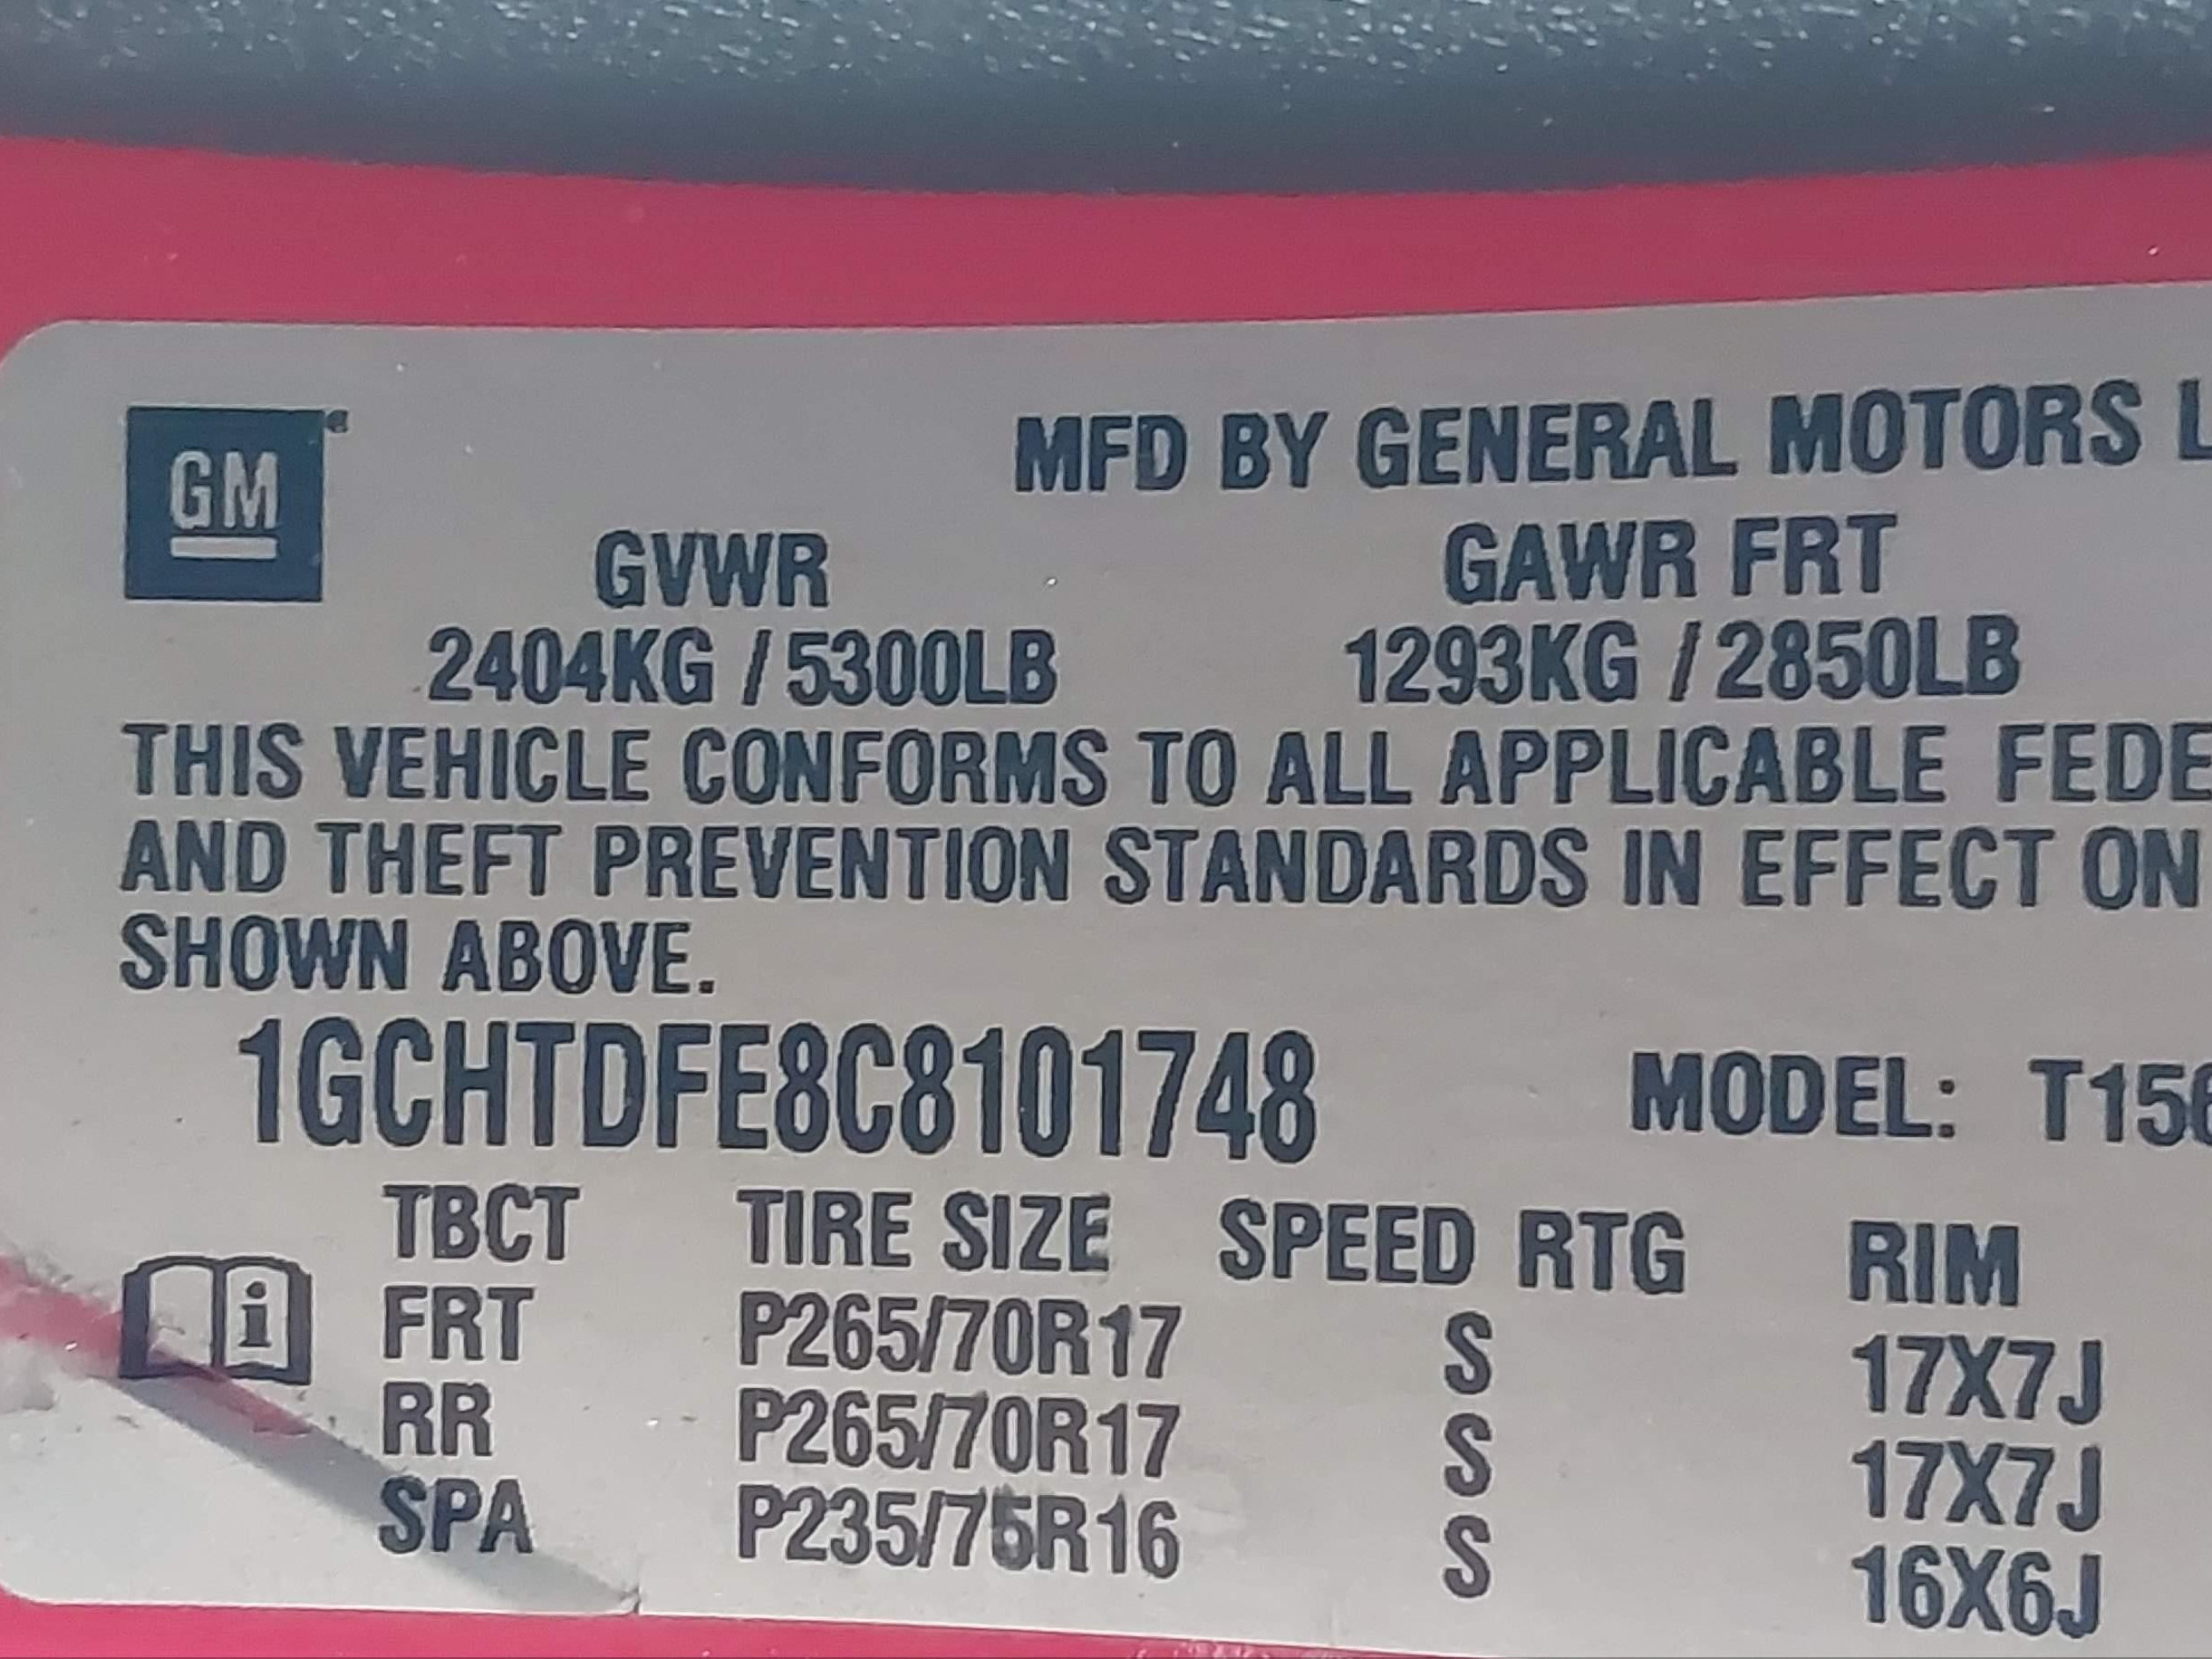 GM
MFD BY GENERAL MOTORS L
GVWR GAWR FRT
2404KG / 5300LB 1293KG / 2850LB
THIS VEHICLE CONFORMS TO ALL APPLICABLE FEDE
AND THEFT PREVENTION STANDARDS IN EFFECT ON
SHOWN ABOVE.
1GCHTDFE8C8101748 MODEL: T156
TBCT TIRE SIZE SPEED RTG RIM
i FRT P265/70R17 S 17X7J
RR P265/70R17 S 17X7J
SPA P235/75R16 S 16X6J